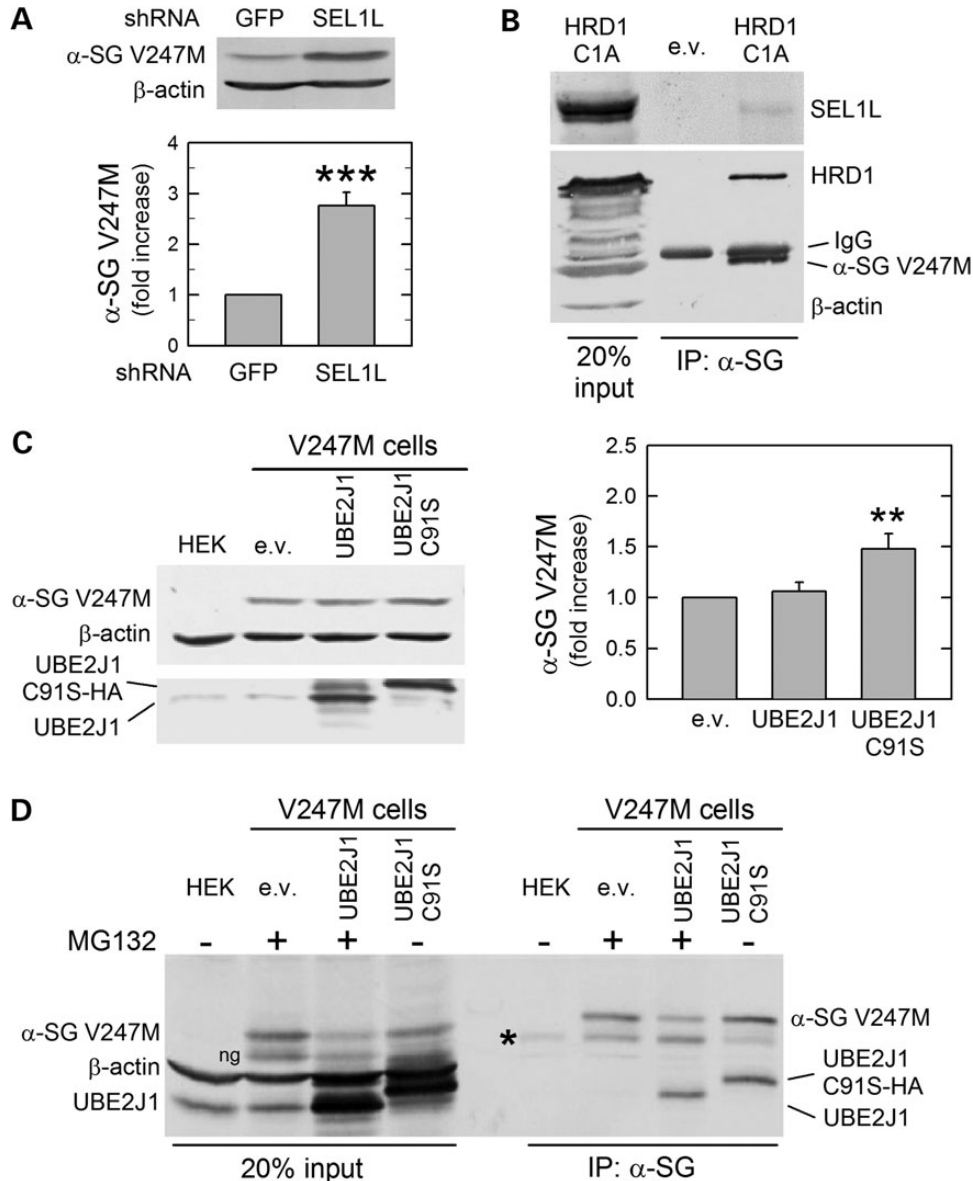 A
shRNA GFP SEL1L
α-SG V247M
β-actin
α-SG V247M
(fold increase)
4
3
2
1
0
***
shRNA GFP SEL1L
B
HRD1 C1A e.v. HRD1 C1A
SEL1L
HRD1
IgG
α-SG V247M
β-actin
20% input IP: α-SG
C
V247M cells
HEK e.v. UBE2J1 UBE2J1 C91S
α-SG V247M
β-actin
UBE2J1
C91S-HA
UBE2J1
α-SG V247M
(fold increase)
2.5
2.0
1.5
1.0
0.5
0.0
**
e.v. UBE2J1 UBE2J1 C91S
D
V247M cells V247M cells
HEK e.v. UBE2J1 UBE2J1 C91S HEK e.v. UBE2J1 UBE2J1 C91S
MG132 - + + - - + + -
α-SG V247M
ng
β-actin
UBE2J1
*
α-SG V247M
UBE2J1
C91S-HA
UBE2J1
20% input IP: α-SG